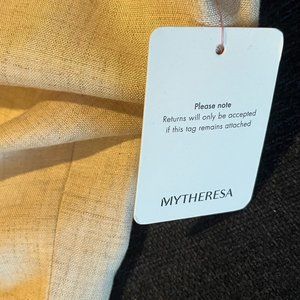 Please note
Returns will only be accepted
if this tag remains attached
MYTHERESA